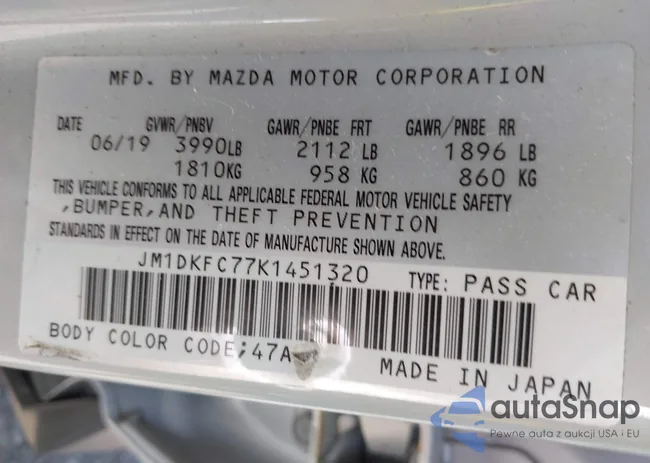 MFD. BY MAZDA MOTOR CORPORATION
DATE GVWR/PNBV GAWR/PNBE FRT GAWR/PNBE RR
06/19 3990LB 2112 LB 1896 LB
1810KG 958 KG 860 KG
THIS VEHICLE CONFORMS TO ALL APPLICABLE FEDERAL MOTOR VEHICLE SAFETY
,BUMPER,AND THEFT PREVENTION
STANDARDS IN EFFECT ON THE DATE OF MANUFACTURE SHOWN ABOVE.
JM1DKFC77K1451320 TYPE: PASS CAR
BODY COLOR CODE;47A MADE IN JAPAN
autaSnap
Pewne auta z aukcji USA i EU